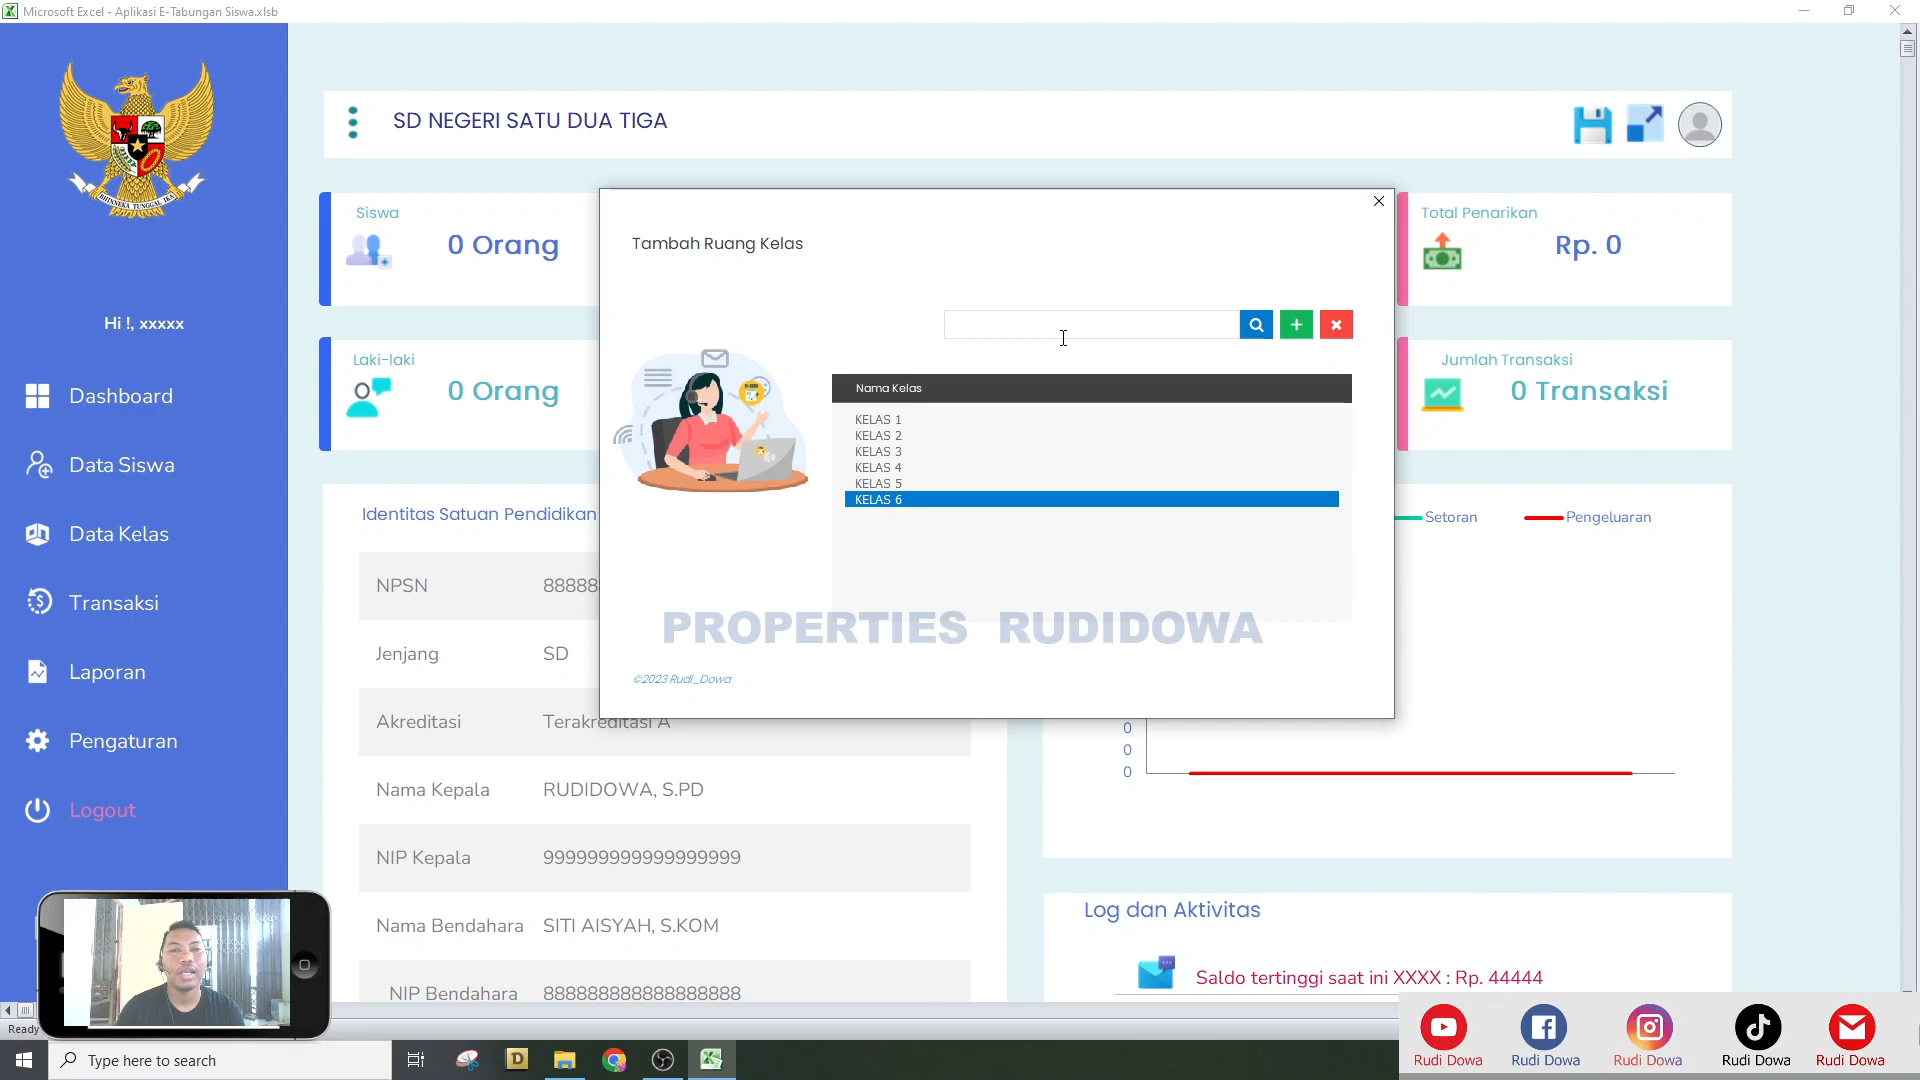 Microsoft Excel - Aplikasi E-Tabungan Siswa.xlsb
BHINNEKA TUNGGAL IKA
Hi !, xxxxx
Dashboard
Data Siswa
Data Kelas
Transaksi
Laporan
Pengaturan
Logout
SD NEGERI SATU DUA TIGA
Siswa
0 Orang
Laki-laki
0 Orang
Total Penarikan
Rp. 0
Jumlah Transaksi
0 Transaksi
Tambah Ruang Kelas
Nama Kelas
KELAS 1
KELAS 2
KELAS 3
KELAS 4
KELAS 5
KELAS 6
PROPERTIES RUDIDOWA
©2023 Rudi_Dowa
Identitas Satuan Pendidikan
NPSN 88888
Jenjang SD
Akreditasi Terakreditasi A
Nama Kepala RUDIDOWA, S.PD
NIP Kepala 999999999999999999
Nama Bendahara SITI AISYAH, S.KOM
NIP Bendahara 888888888888888888
Setoran Pengeluaran
0
0
0
Log dan Aktivitas
Saldo tertinggi saat ini XXXX : Rp. 44444
Ready
Type here to search
Rudi Dowa
Rudi Dowa
Rudi Dowa
Rudi Dowa
Rudi Dowa